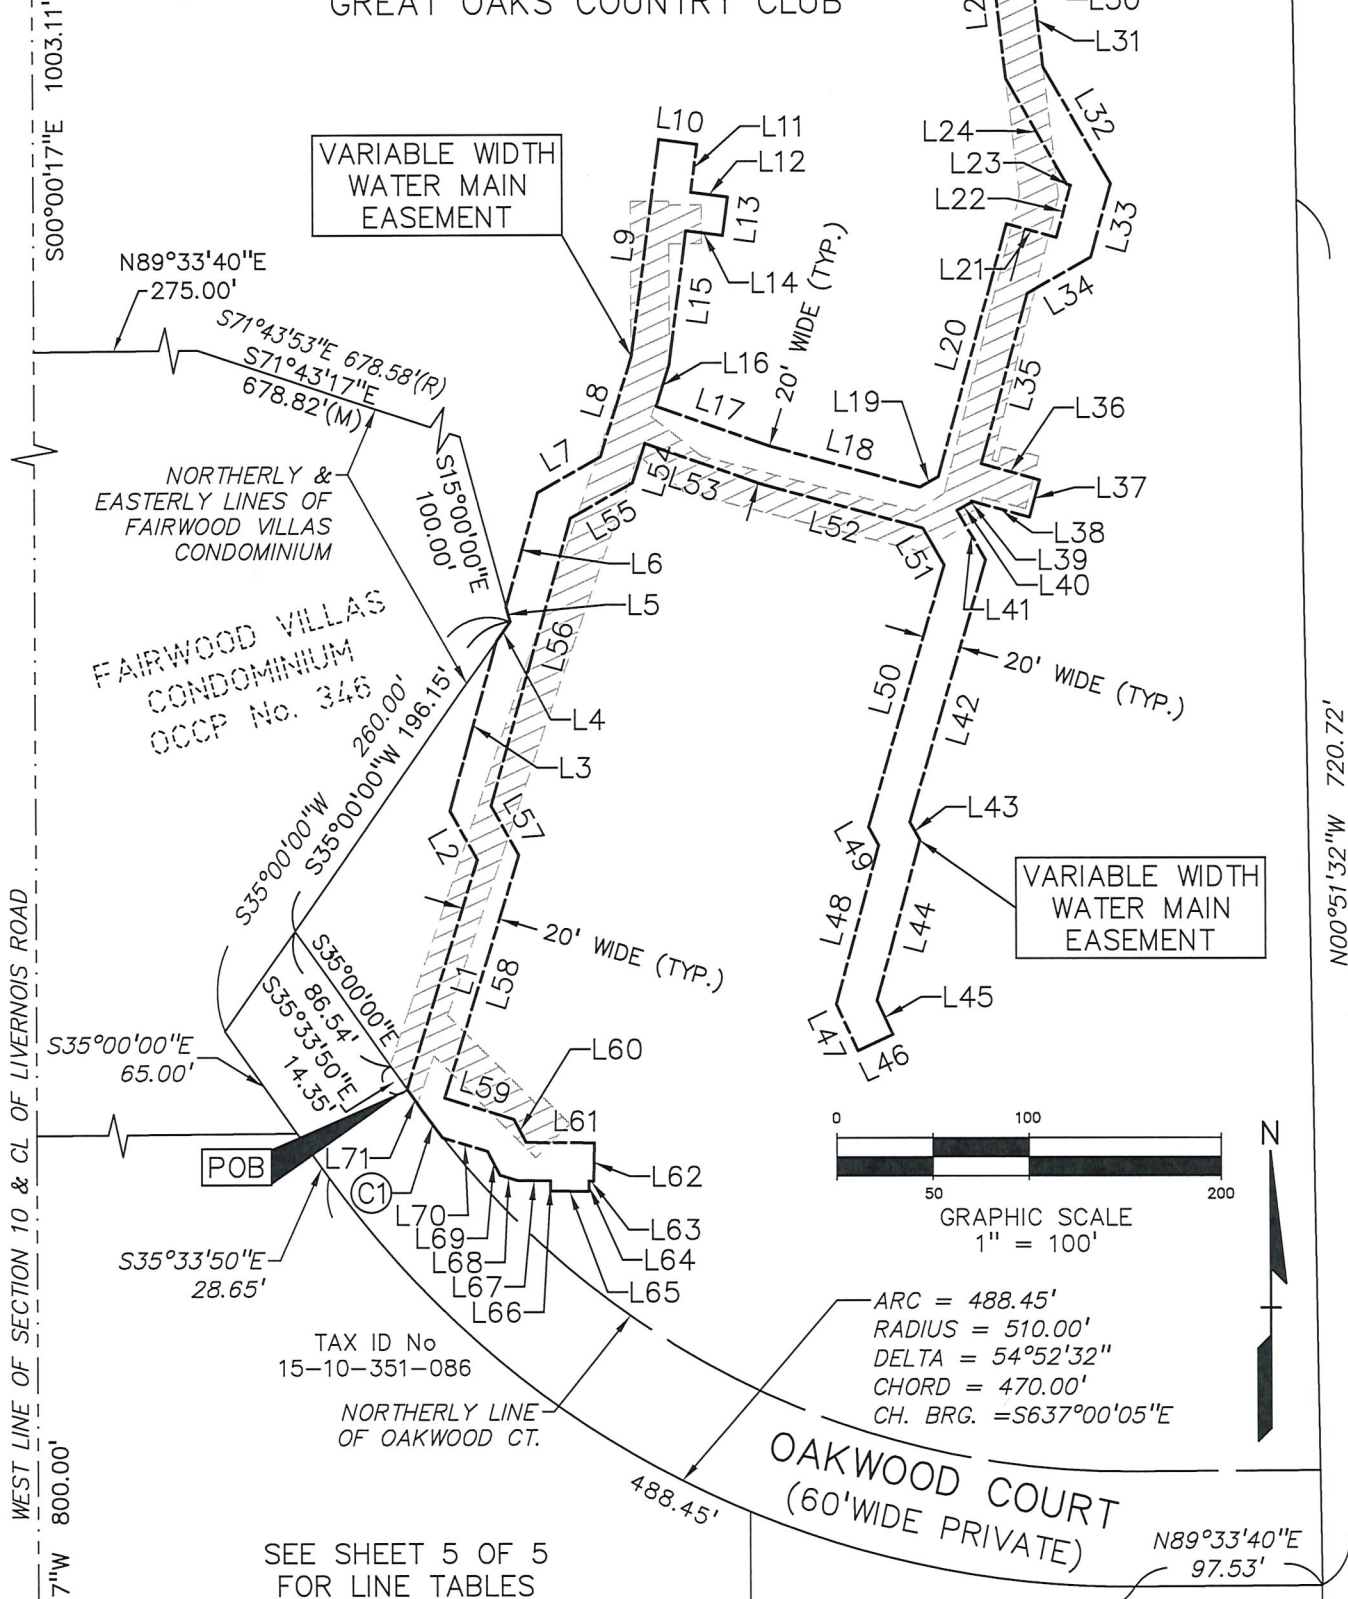 GREAT OAKS COUNTRY CLUB
S00°00'17"E 1003.11'
L30
L31
L32
L24
L23
L22
L33
L21
L34
L10
L11
L12
L13
L14
L9
L15
VARIABLE WIDTH
WATER MAIN
EASEMENT
20' WIDE (TYP.)
N89°33'40"E
275.00'
S71°43'53"E 678.58'(R)
S71°43'17"E
678.82'(M)
L8
L16
L17
L18
L19
L20
L35
L36
L37
L38
L39
L40
L41
L7
L54
L53
L52
L51
L55
NORTHERLY &
EASTERLY LINES OF
FAIRWOOD VILLAS
CONDOMINIUM
S15°00'00"E
100.00'
L6
L5
L56
FAIRWOOD VILLAS
CONDOMINIUM
OCCP No. 346
260.00'
S35°00'00"W 196.15'
S35°00'00"W
L4
L3
L50
L42
20' WIDE (TYP.)
N00°51'32"W 720.72'
L2
L57
L49
L43
L48
L44
VARIABLE WIDTH
WATER MAIN
EASEMENT
L1
L58
20' WIDE (TYP.)
L45
L47
L46
S35°00'00"E
86.54'
S35°33'50"E
14.35'
S35°00'00"E
65.00'
POB
L71
C1
L59
L60
L61
L62
L63
L64
L65
L66
L67
L68
L69
L70
S35°33'50"E
28.65'
0 100
50 200
GRAPHIC SCALE
1" = 100'
N
ARC = 488.45'
RADIUS = 510.00'
DELTA = 54°52'32"
CHORD = 470.00'
CH. BRG. =S637°00'05"E
TAX ID No
15-10-351-086
NORTHERLY LINE
OF OAKWOOD CT.
OAKWOOD COURT
(60'WIDE PRIVATE)
488.45'
N89°33'40"E
97.53'
WEST LINE OF SECTION 10 & CL OF LIVERNOIS ROAD
7"W 800.00'
SEE SHEET 5 OF 5
FOR LINE TABLES